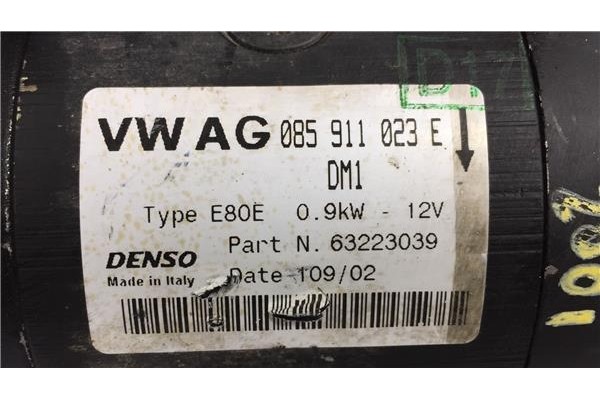 D17
VW AG 085 911 023 E
DM1
Type E80E 0.9kW - 12V
Part N. 63223039
DENSO
Made in Italy
Date 109/02